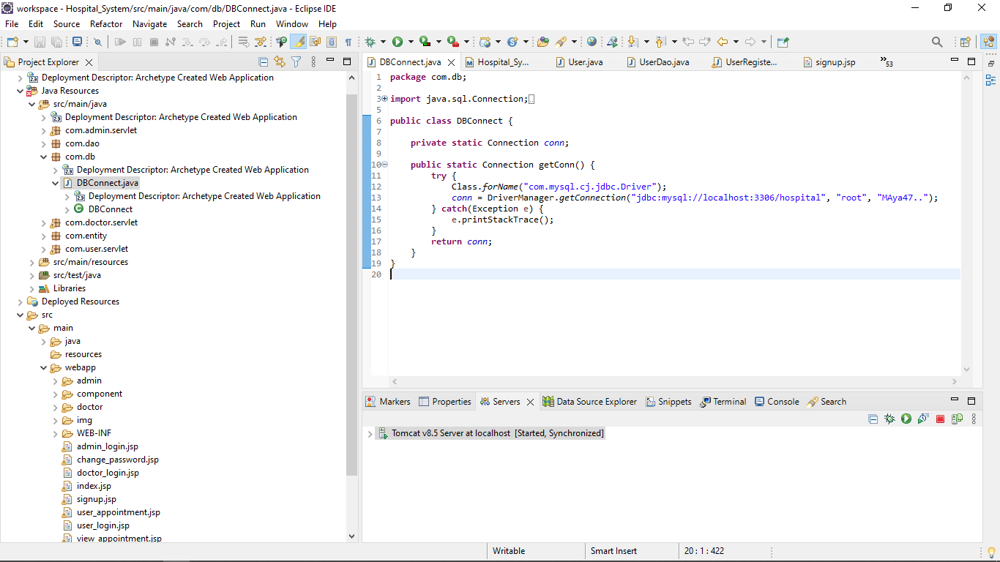 workspace - Hospital_System/src/main/java/com/db/DBConnect.java - Eclipse IDE
File Edit Source Refactor Navigate Search Project Run Window Help
Project Explorer
Deployment Descriptor: Archetype Created Web Application
Java Resources
src/main/java
Deployment Descriptor: Archetype Created Web Application
com.admin.servlet
com.dao
com.db
Deployment Descriptor: Archetype Created Web Application
DBConnect.java
Deployment Descriptor: Archetype Created Web Application
DBConnect
com.doctor.servlet
com.entity
com.user.servlet
src/main/resources
src/test/java
Libraries
Deployed Resources
src
main
java
resources
webapp
admin
component
doctor
img
WEB-INF
admin_login.jsp
change_password.jsp
doctor_login.jsp
index.jsp
signup.jsp
user_appointment.jsp
user_login.jsp
view_appointment.jsp
DBConnect.java Hospital_Sy... User.java UserDao.java UserRegiste... signup.jsp »53
1 package com.db;
2
3 import java.sql.Connection;
5
6 public class DBConnect {
7
8 private static Connection conn;
9
10 public static Connection getConn() {
11 try {
12 Class.forName("com.mysql.cj.jdbc.Driver");
13 conn = DriverManager.getConnection("jdbc:mysql://localhost:3306/hospital", "root", "MAya47..");
14 } catch(Exception e) {
15 e.printStackTrace();
16 }
17 return conn;
18 }
19 }
20
Markers Properties Servers Data Source Explorer Snippets Terminal Console Search
Tomcat v8.5 Server at localhost [Started, Synchronized]
Writable Smart Insert 20 : 1 : 422